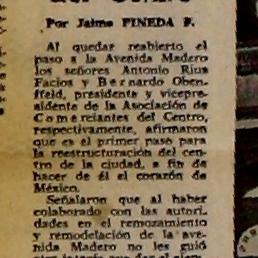 Por Jaime PINEDA P.
Al quedar reabierto el
paso a la Avenida Madero
los señores Antonio Rius
Facios y Bernardo Oben-
ffeld, presidente y vicepre-
sidente de la Asociación de
Comerciantes del Centro,
respectivamente, afirmaron
que es el primer paso para
la reestructuración del cen-
tro de la ciudad, a fin de
hacer de él el corazón de
México.
Señalaron que al haber
colaborado con las autori-
dades en el remozamiento
y remodelación de la ave-
nida Madero no les guió